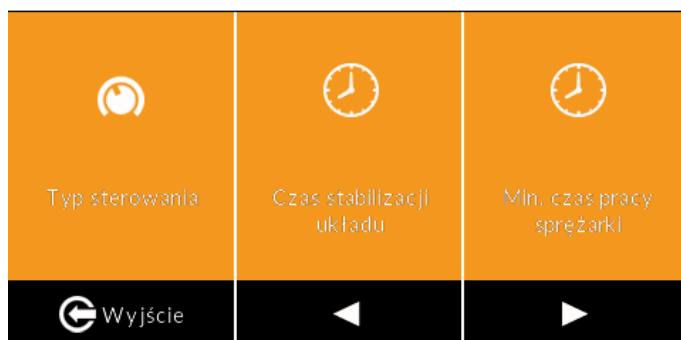 Typ sterowania
Czas stabilizacji
układu
Min. czas pracy
sprężarki
Wyjście